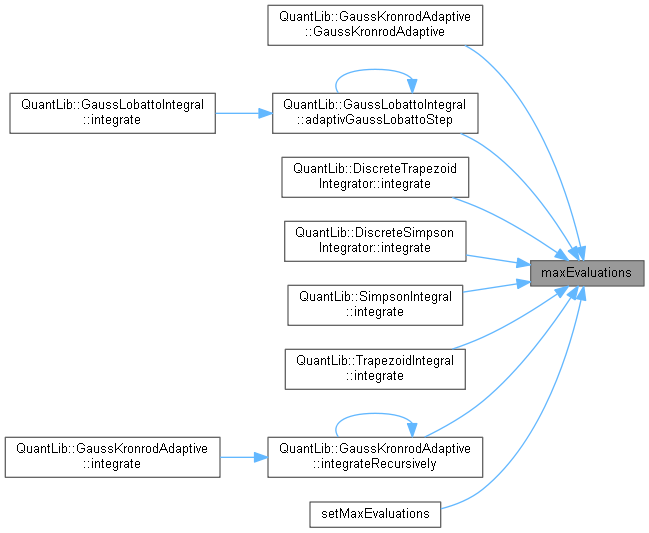 QuantLib::GaussKronrodAdaptive
::GaussKronrodAdaptive
QuantLib::GaussLobattoIntegral
::integrate
QuantLib::GaussLobattoIntegral
::adaptivGaussLobattoStep
QuantLib::DiscreteTrapezoid
Integrator::integrate
QuantLib::DiscreteSimpson
Integrator::integrate
maxEvaluations
QuantLib::SimpsonIntegral
::integrate
QuantLib::TrapezoidIntegral
::integrate
QuantLib::GaussKronrodAdaptive
::integrate
QuantLib::GaussKronrodAdaptive
::integrateRecursively
setMaxEvaluations